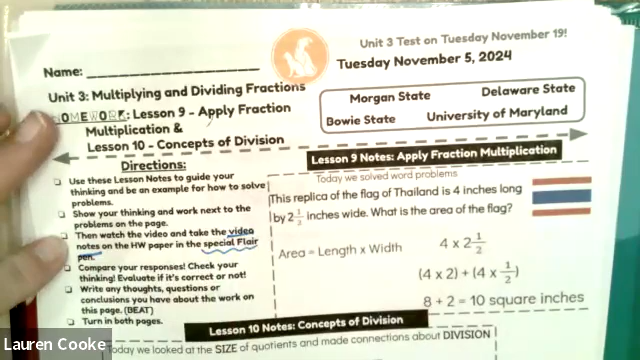 Unit 3 Test on Tuesday November 19!
Tuesday November 5, 2024
Name:
Unit 3: Multiplying and Dividing Fractions
HOMEWORK: Lesson 9 - Apply Fraction
Multiplication &
Lesson 10 - Concepts of Division
Morgan State
Delaware State
Bowie State
University of Maryland
Directions:
Use these Lesson Notes to guide your
thinking and be an example for how to solve
problems.
Show your thinking and work next to the
problems on the page.
Then watch the video and take the video
notes on the HW paper in the special Flair
pen.
Compare your responses! Check your
thinking! Evaluate if it's correct or not!
Write any thoughts, questions or
conclusions you have about the work on
this page. (BEAT)
Turn in both pages.
Lesson 9 Notes: Apply Fraction Multiplication
Today we solved word problems
This replica of the flag of Thailand is 4 inches long
by 2 1/2 inches wide. What is the area of the flag?
Area = Length x Width
4 x 2 1/2
(4 x 2) + (4 x 1/2)
8 + 2 = 10 square inches
Lesson 10 Notes: Concepts of Division
Today we looked at the SIZE of quotients and made connections about DIVISION
Lauren Cooke